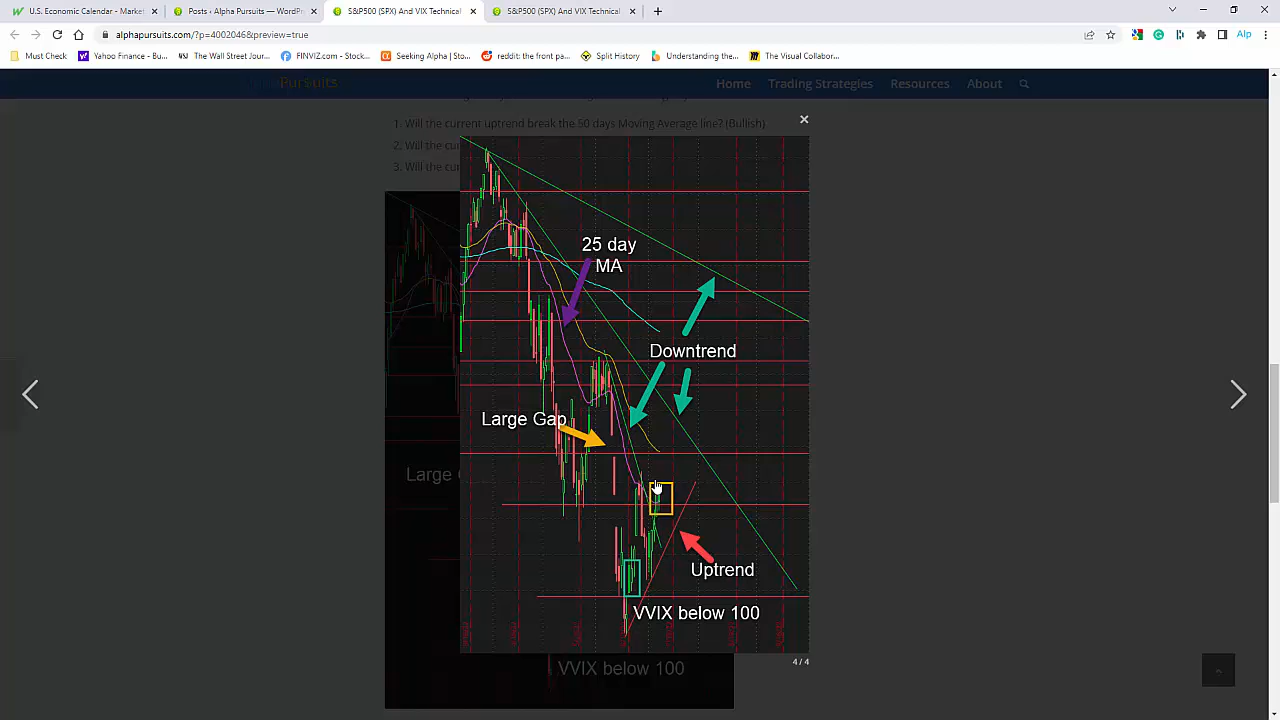 U.S. Economic Calendar - Market
Posts ‹ Alpha Pursuits — WordPr
S&P500 (SPX) And VIX Technical
S&P500 (SPX) And VIX Technical
alphapursuits.com/?p=4002046&preview=true
Alp
Must Check
Yahoo Finance - Bu...
The Wall Street Jour...
FINVIZ.com - Stock...
Seeking Alpha | Sto...
reddit: the front pa...
Split History
Understanding the...
The Visual Collabor...
Pursuits
Home
Trading Strategies
Resources
About
1. Will the current uptrend break the 50 days Moving Average line? (Bullish)
2. Will the cu
3. Will the cu
25 day
MA
Downtrend
Large Gap
Large
Uptrend
VVIX below 100
4 / 4
VVIX below 100